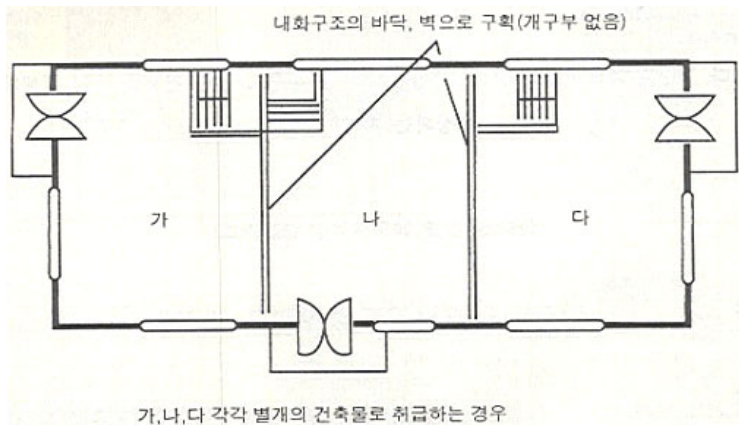 내화구조의 바닥, 벽으로 구획(개구부 없음)
가
나
다
가,나,다 각각 별개의 건축물로 취급하는 경우